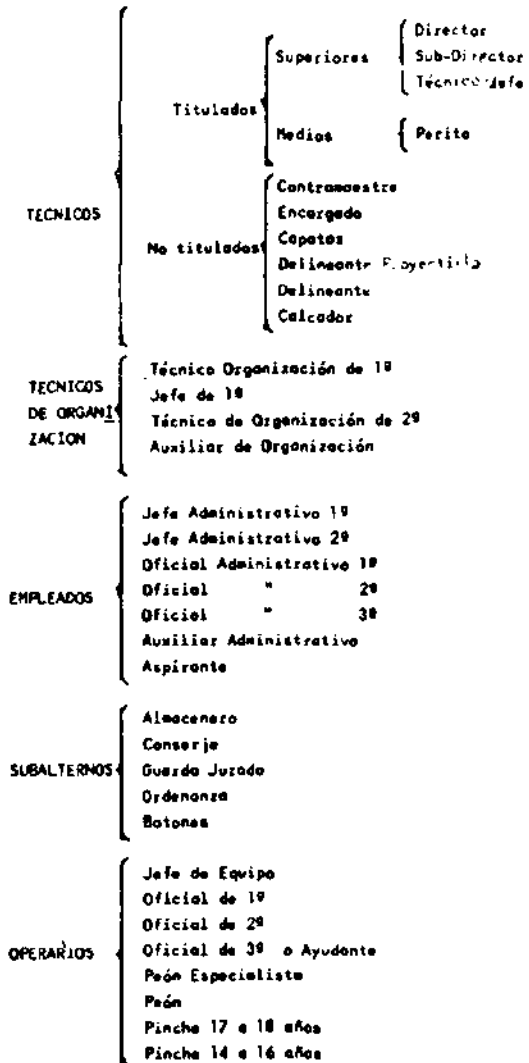 TECNICOS
Titulados
Superiores
Director
Sub-Director
Técnico Jefe
Medios
Perito
No titulados
Contramaestre
Encargado
Capataz
Delineante Proyectista
Delineante
Calcador
TECNICOS
DE ORGANI
ZACION
Técnico Organización de 1ª
Jefe de 1ª
Técnico de Organización de 2ª
Auxiliar de Organización
EMPLEADOS
Jefe Administrativo 1ª
Jefe Administrativo 2ª
Oficial Administrativo 1ª
Oficial " 2ª
Oficial " 3ª
Auxiliar Administrativo
Aspirante
SUBALTERNOS
Almacenero
Conserje
Guarda Jurado
Ordenanza
Botones
OPERARIOS
Jefe de Equipo
Oficial de 1ª
Oficial de 2ª
Oficial de 3ª o Ayudante
Peón Especialista
Peón
Pinche 17 a 18 años
Pinche 14 a 16 años